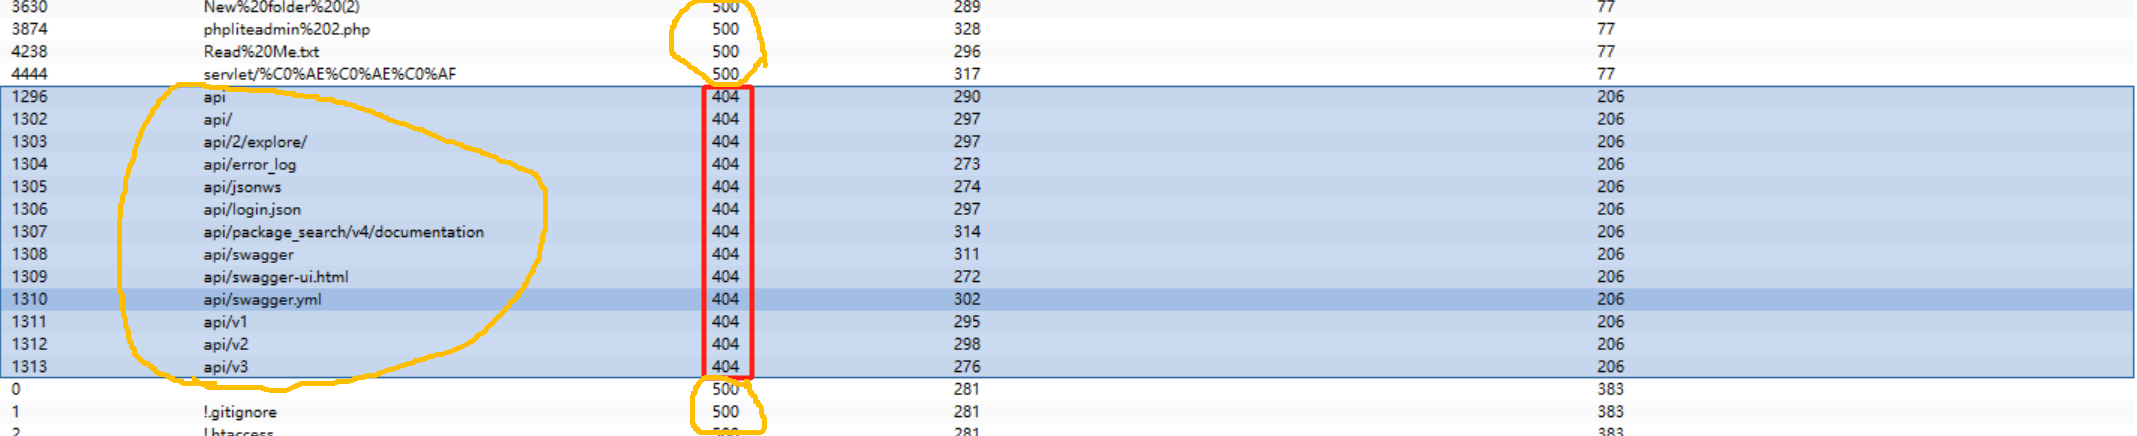 3630 New%20folder%20(2) 500 289 77
3874 phpliteadmin%202.php 500 328 77
4238 Read%20Me.txt 500 296 77
4444 servlet/%C0%AE%C0%AE%C0%AF 500 317 77
1296 api 404 290 206
1302 api/ 404 297 206
1303 api/2/explore/ 404 297 206
1304 api/error_log 404 273 206
1305 api/jsonws 404 274 206
1306 api/login.json 404 297 206
1307 api/package_search/v4/documentation 404 314 206
1308 api/swagger 404 311 206
1309 api/swagger-ui.html 404 272 206
1310 api/swagger.yml 404 302 206
1311 api/v1 404 295 206
1312 api/v2 404 298 206
1313 api/v3 404 276 206
0 500 281 383
1 !.gitignore 500 281 383
2 !.htaccess 500 281 383